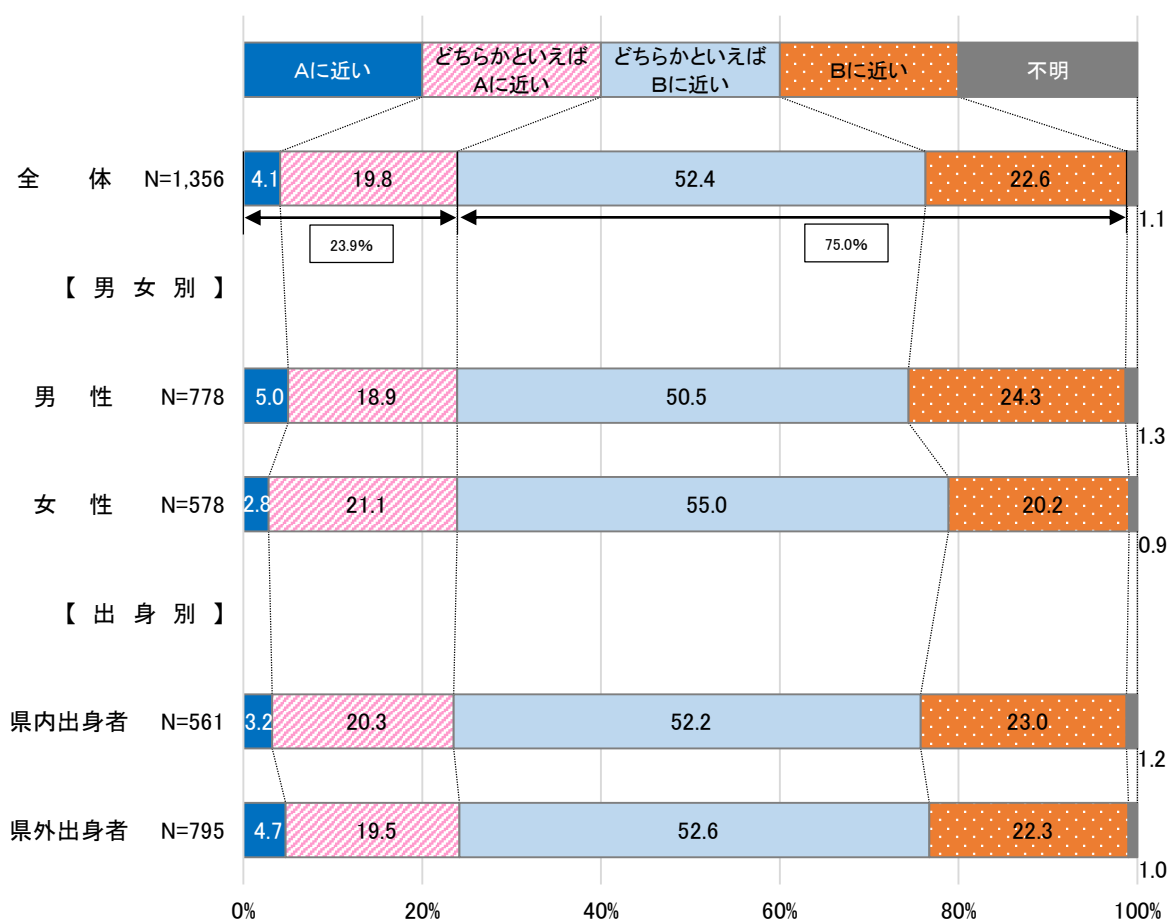 0% 20% 40% 60% 80% 100%
Aに近い どちらかといえば どちらかといえば Bに近い 不明
Aに近い Bに近い
全 体 N=1,356 4.1 19.8 52.4 22.6
1.1
23.9% 75.0%
【 男 女 別 】
男 性 N=778 5.0 18.9 50.5 24.3
1.3
女 性 N=578 2.8 21.1 55.0 20.2
0.9
【 出 身 別 】
県内出身者 N=561 3.2 20.3 52.2 23.0
1.2
県外出身者 N=795 4.7 19.5 52.6 22.3
1.0
0% 20% 40% 60% 80% 100%